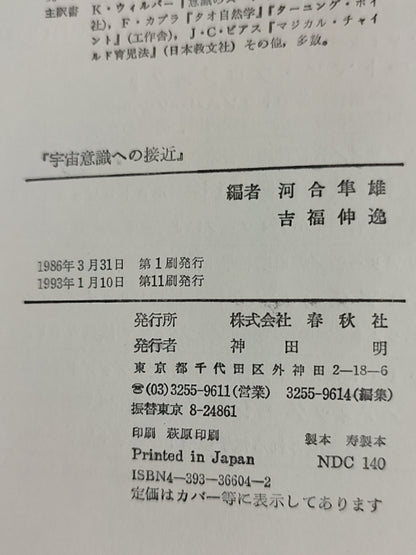 主訳書 K・ウィルバー『意識の
社), F・カプラ『タオ自然学』『ターニング・ポイ
ント』(工作舎), J・C・ピアス『マジカル・チャイ
ルド育児法』(日本教文社) その他, 多数。
『宇宙意識への接近』
編者 河合隼雄
吉福伸逸
1986年3月31日 第1刷発行
1993年1月10日 第11刷発行
発行所 株式会社 春秋社
発行者 神田 明
東京都千代田区外神田2—18—6
☎(03)3255-9611(営業) 3255-9614(編集)
振替東京 8-24861
印刷 萩原印刷 製本 寿製本
Printed in Japan NDC 140
ISBN4—393—36604—2
定価はカバー等に表示してあります